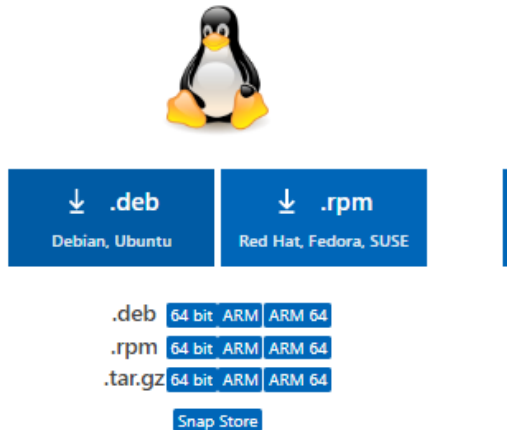 .deb
Debian, Ubuntu
.rpm
Red Hat, Fedora, SUSE
.deb 64 bit ARM ARM 64
.rpm 64 bit ARM ARM 64
.tar.gz 64 bit ARM ARM 64
Snap Store